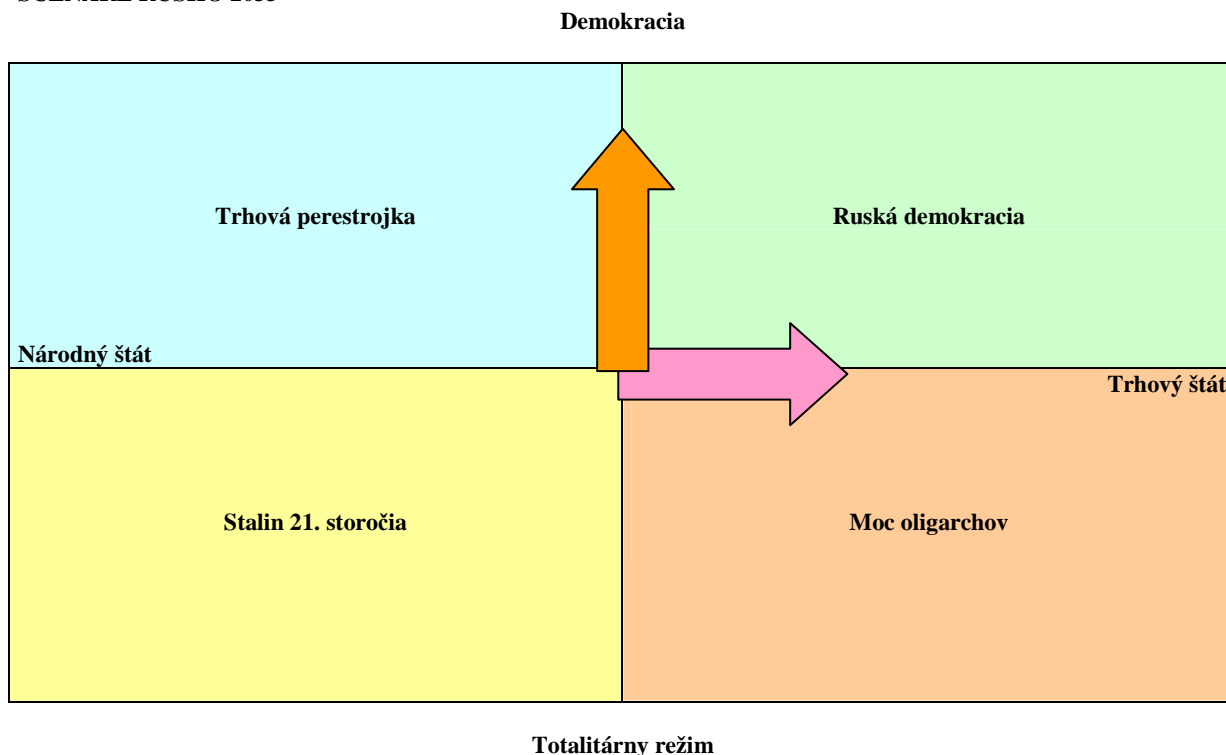 Demokracia
Trhová perestrojka
Ruská demokracia
Národný štát
Trhový štát
Stalin 21. storočia
Moc oligarchov
Totalitárny režim